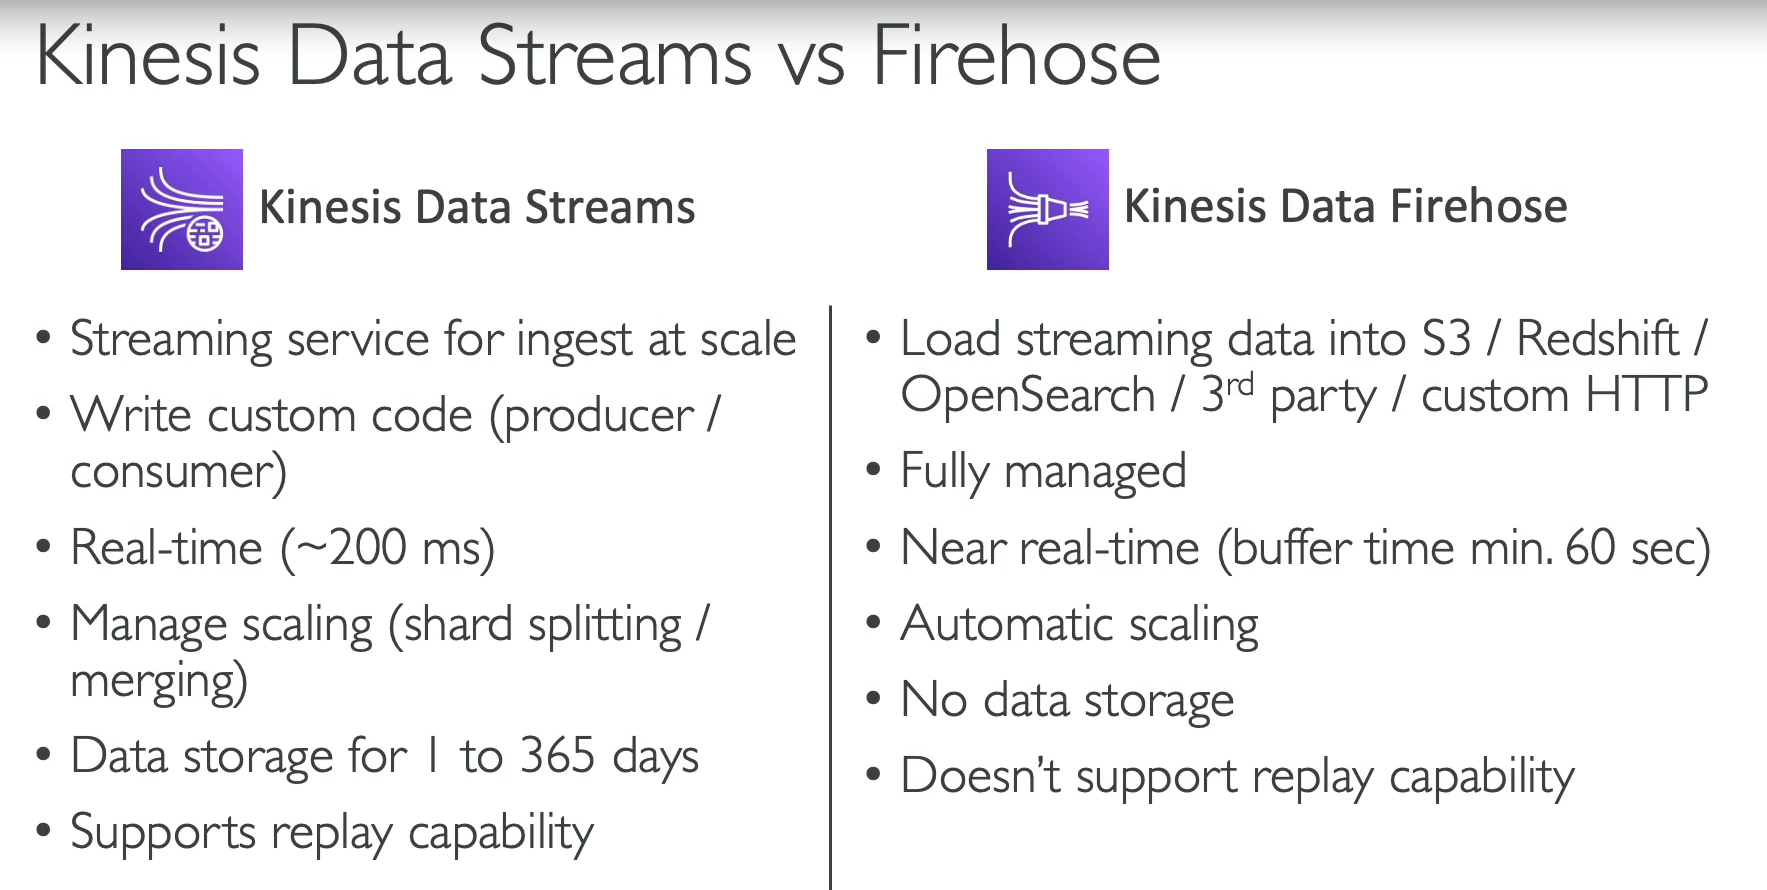 Kinesis Data Streams vs Firehose
Kinesis Data Streams
• Streaming service for ingest at scale
• Write custom code (producer /
consumer)
• Real-time (~200 ms)
• Manage scaling (shard splitting /
merging)
• Data storage for 1 to 365 days
• Supports replay capability
Kinesis Data Firehose
• Load streaming data into S3 / Redshift /
OpenSearch / 3rd party / custom HTTP
• Fully managed
• Near real-time (buffer time min. 60 sec)
• Automatic scaling
• No data storage
• Doesn’t support replay capability